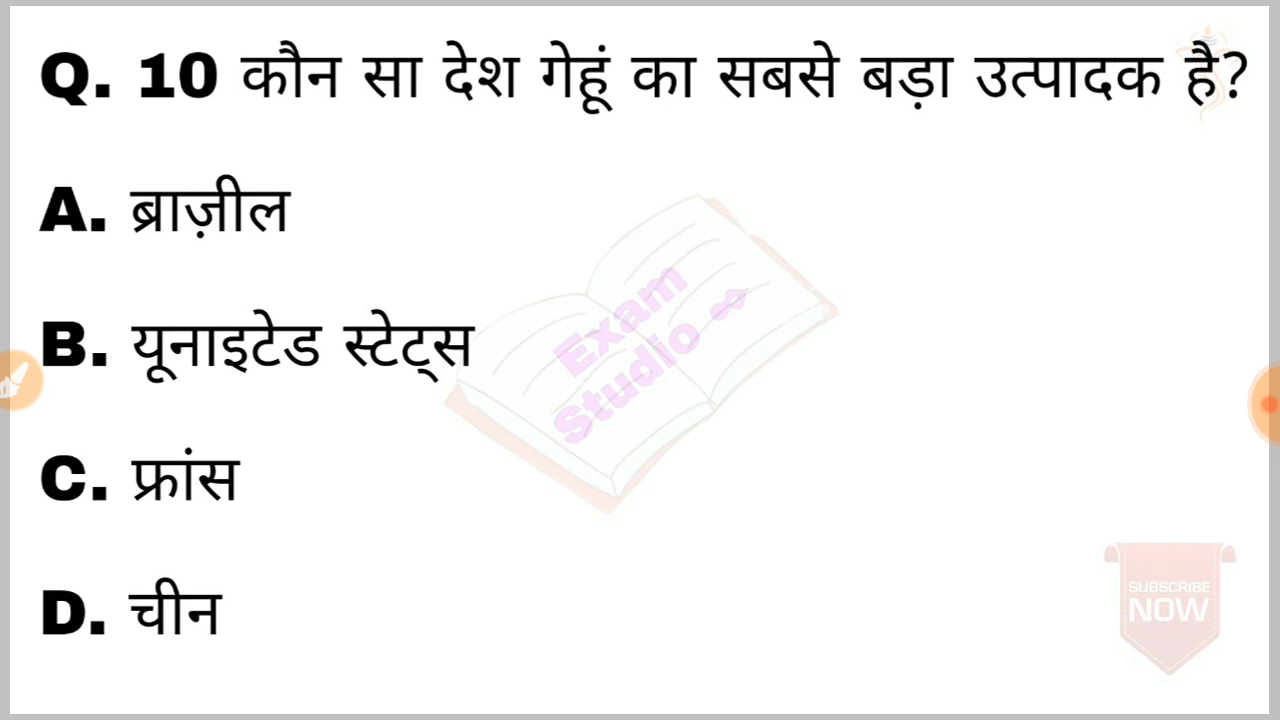 Q. 10 कौन सा देश गेहूं का सबसे बड़ा उत्पादक है?
A. ब्राज़ील
B. यूनाइटेड स्टेट्स
C. फ्रांस
D. चीन
Exam
Studio
SUBSCRIBE
NOW